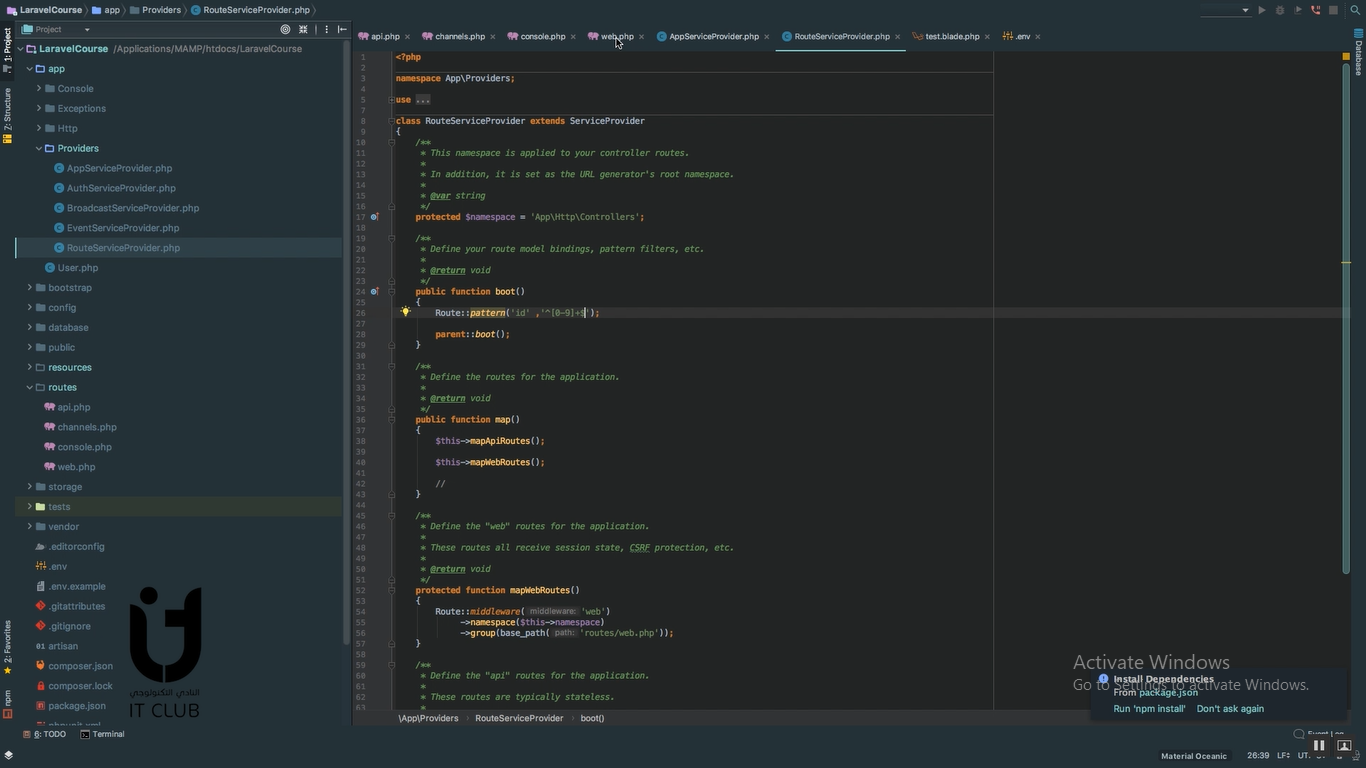 LaravelCourse
app
Providers
RouteServiceProvider.php
Project
api.php
channels.php
console.php
web.php
AppServiceProvider.php
RouteServiceProvider.php
test.blade.php
.env
1: Project
Z: Structure
2: Favorites
npm
Database
LaravelCourse /Applications/MAMP/htdocs/LaravelCourse
app
Console
Exceptions
Http
Providers
AppServiceProvider.php
AuthServiceProvider.php
BroadcastServiceProvider.php
EventServiceProvider.php
RouteServiceProvider.php
User.php
bootstrap
config
database
public
resources
routes
api.php
channels.php
console.php
web.php
storage
tests
vendor
.editorconfig
.env
.env.example
.gitattributes
.gitignore
artisan
composer.json
composer.lock
package.json
النادي التكنولوجي
IT CLUB
1 <?php
2
3 namespace App\Providers;
4
5 use ...
7
8 class RouteServiceProvider extends ServiceProvider
9 {
10 /**
11 * This namespace is applied to your controller routes.
12 *
13 * In addition, it is set as the URL generator's root namespace.
14 *
15 * @var string
16 */
17 protected $namespace = 'App\Http\Controllers';
18
19 /**
20 * Define your route model bindings, pattern filters, etc.
21 *
22 * @return void
23 */
24 public function boot()
25 {
26 Route::pattern('id' ,'^[0-9]+$');
27
28 parent::boot();
29 }
30
31 /**
32 * Define the routes for the application.
33 *
34 * @return void
35 */
36 public function map()
37 {
38 $this->mapApiRoutes();
39
40 $this->mapWebRoutes();
41
42 //
43 }
44
45 /**
46 * Define the "web" routes for the application.
47 *
48 * These routes all receive session state, CSRF protection, etc.
49 *
50 * @return void
51 */
52 protected function mapWebRoutes()
53 {
54 Route::middleware( middleware: 'web')
55 ->namespace($this->namespace)
56 ->group(base_path( path: 'routes/web.php'));
57 }
58
59 /**
60 * Define the "api" routes for the application.
61 *
62 * These routes are typically stateless.
63 *
\App\Providers › RouteServiceProvider › boot()
Activate Windows
Go to Settings to activate Windows.
Install Dependencies
From package.json
Run 'npm install' Don't ask again
6: TODO
Terminal
Material Oceanic
26:39
LF